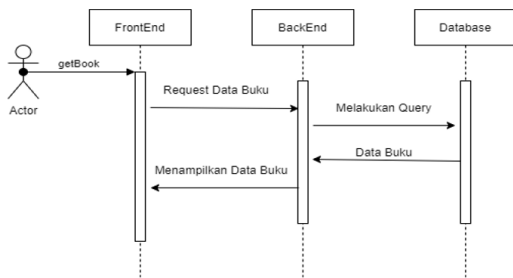 FrontEnd
BackEnd
Database
getBook
Actor
Request Data Buku
Melakukan Query
Data Buku
Menampilkan Data Buku